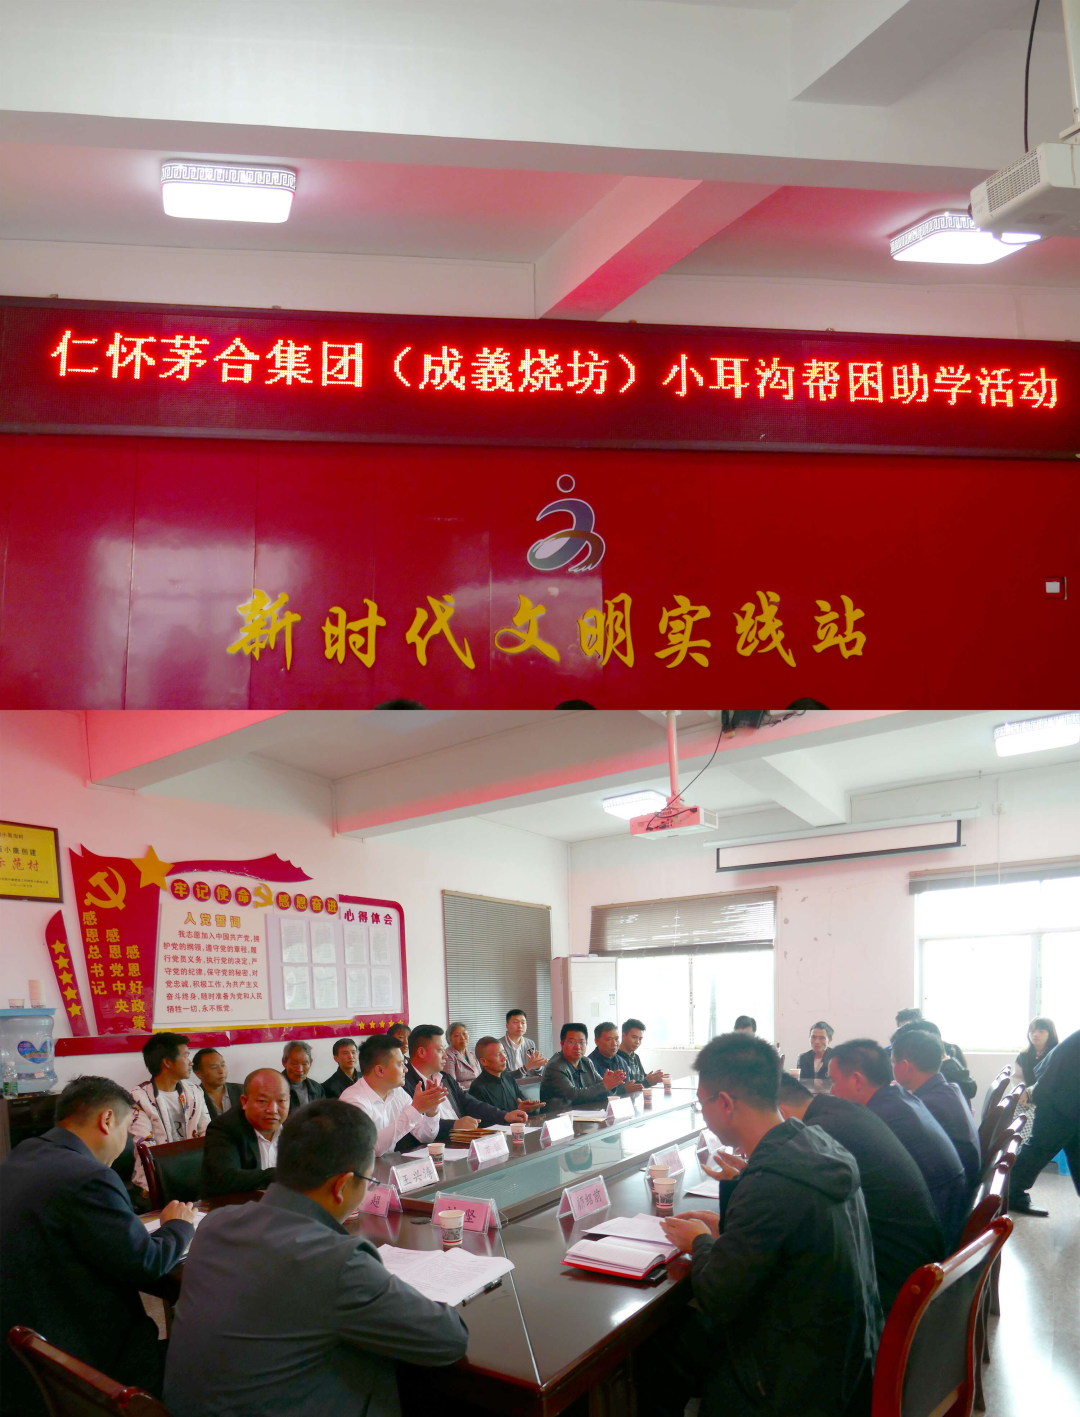 仁怀茅合集团（成義烧坊）小耳沟帮困助学活动
新时代文明实践站
示范村
牢记使命 感恩奋进
心得体会
入党誓词
我志愿加入中国共产党，拥
护党的纲领，遵守党的章程，履
行党员义务，执行党的决定，严
守党的纪律，保守党的秘密，对
党忠诚，积极工作，为共产主义
奋斗终身，随时准备为党和人民
牺牲一切，永不叛党。
感恩总书记
感恩党中央
感恩好政策